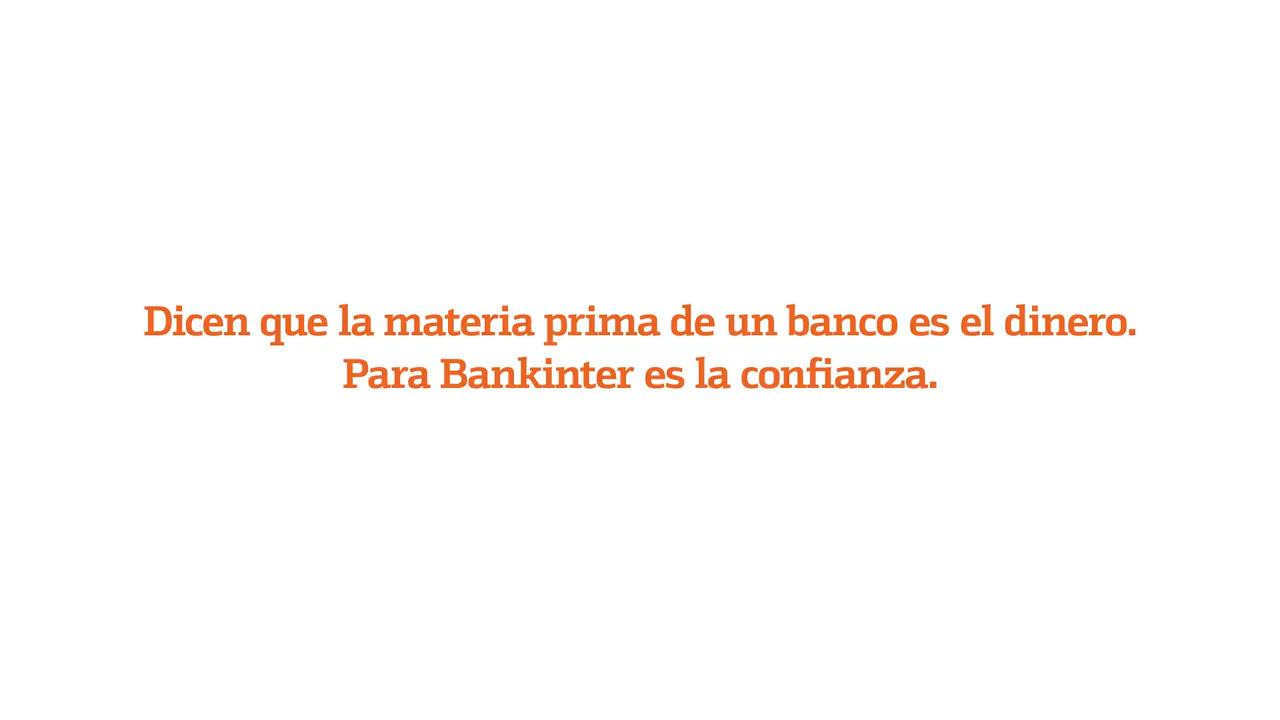 Dicen que la materia prima de un banco es el dinero.
Para Bankinter es la confianza.